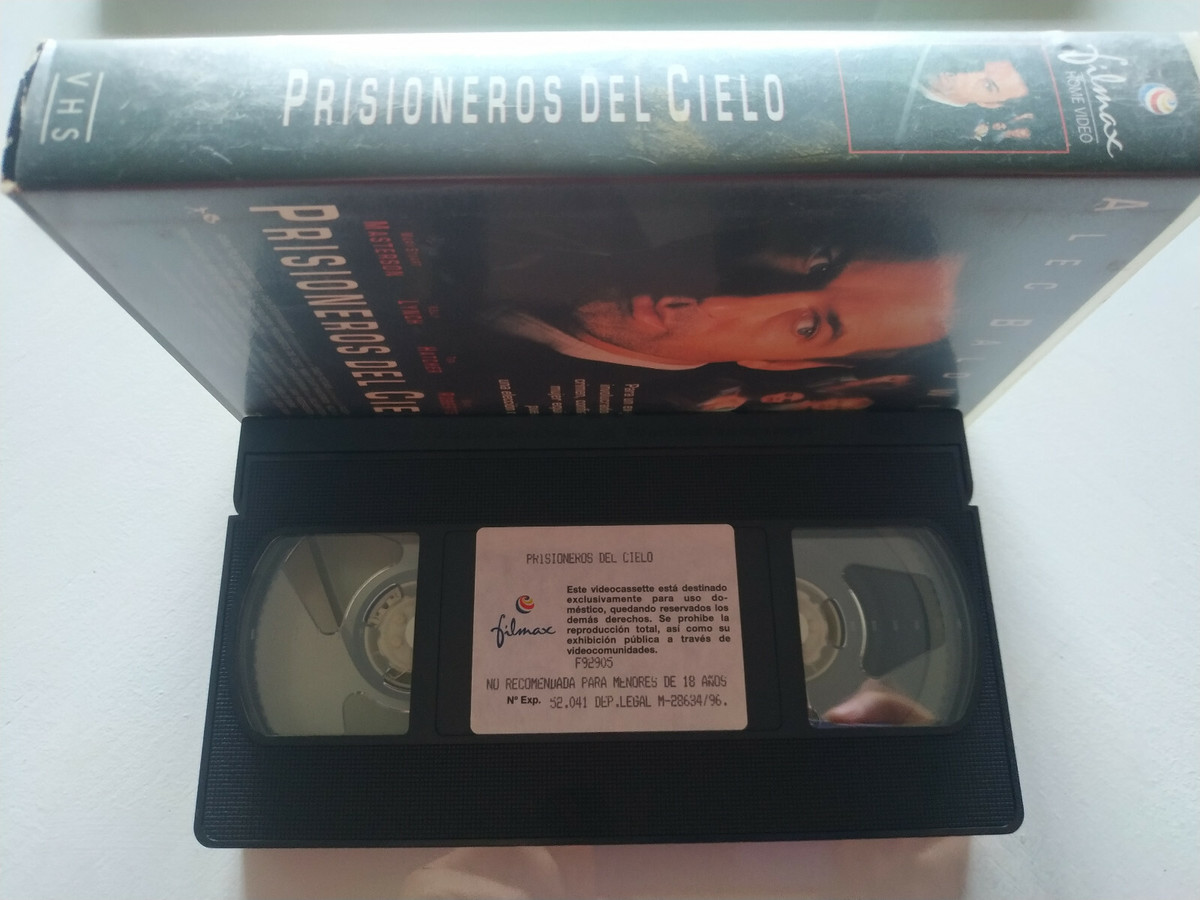 VHS
PRISIONEROS DEL CIELO
filmax
HOME VIDEO
ALEC BALDW
MASTERSON LYNCH HATCHER
PRISIONEROS DEL CIE
PRISIONEROS DEL CIELO
filmax
Este videocassette está destinado
exclusivamente para uso do-
méstico, quedando reservados los
demás derechos. Se prohibe la
reproducción total, así como su
exhibición pública a través de
videocomunidades.
F92905
NO RECOMENDADA PARA MENORES DE 18 AÑOS
Nº Exp. 52.041 DEP.LEGAL M-28634/96.